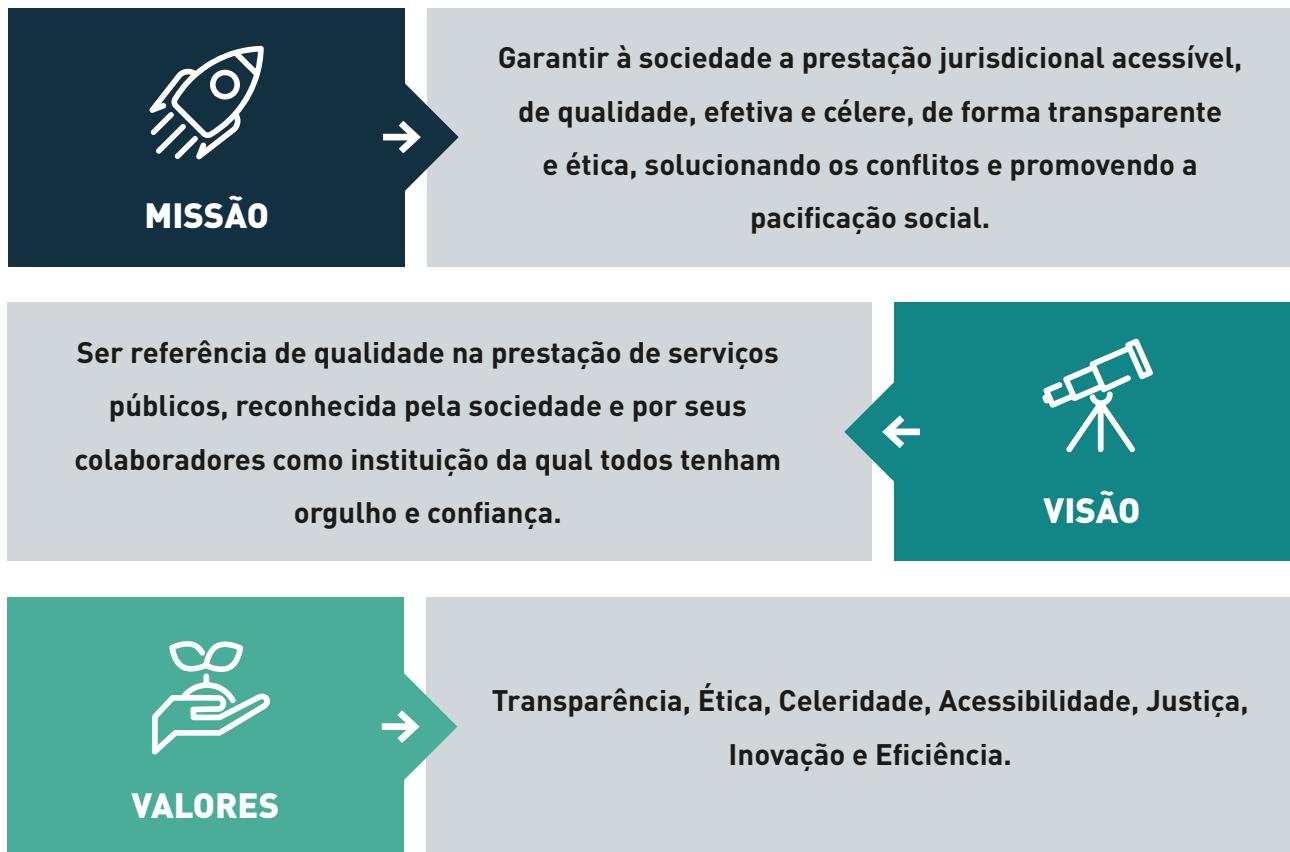 MISSÃO
Garantir à sociedade a prestação jurisdicional acessível,
de qualidade, efetiva e célere, de forma transparente
e ética, solucionando os conflitos e promovendo a
pacificação social.
Ser referência de qualidade na prestação de serviços
públicos, reconhecida pela sociedade e por seus
colaboradores como instituição da qual todos tenham
orgulho e confiança.
VISÃO
VALORES
Transparência, Ética, Celeridade, Acessibilidade, Justiça,
Inovação e Eficiência.